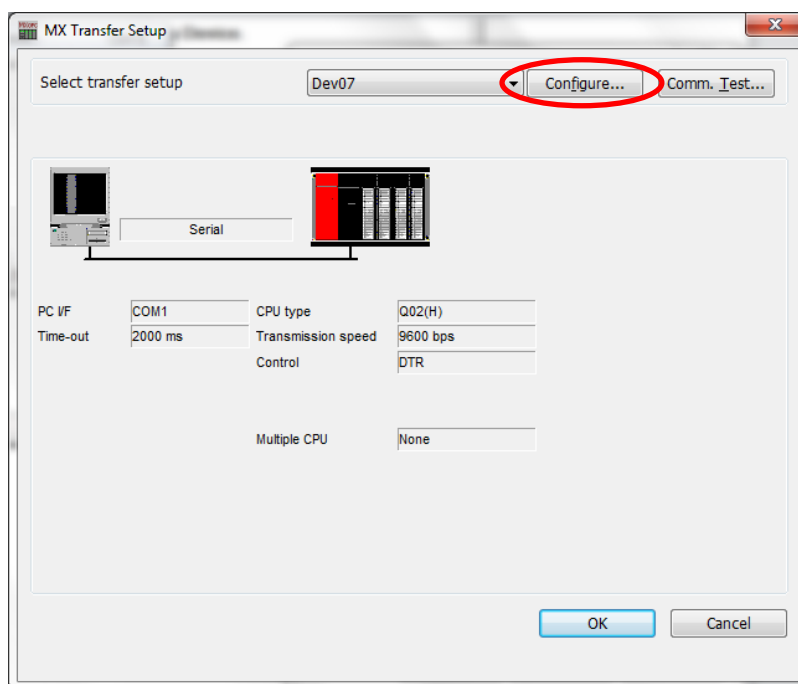 MX Transfer Setup
Select transfer setup Dev07 Configure... Comm. Test...
Serial
PC I/F COM1 CPU type Q02(H)
Time-out 2000 ms Transmission speed 9600 bps
Control DTR
Multiple CPU None
OK Cancel